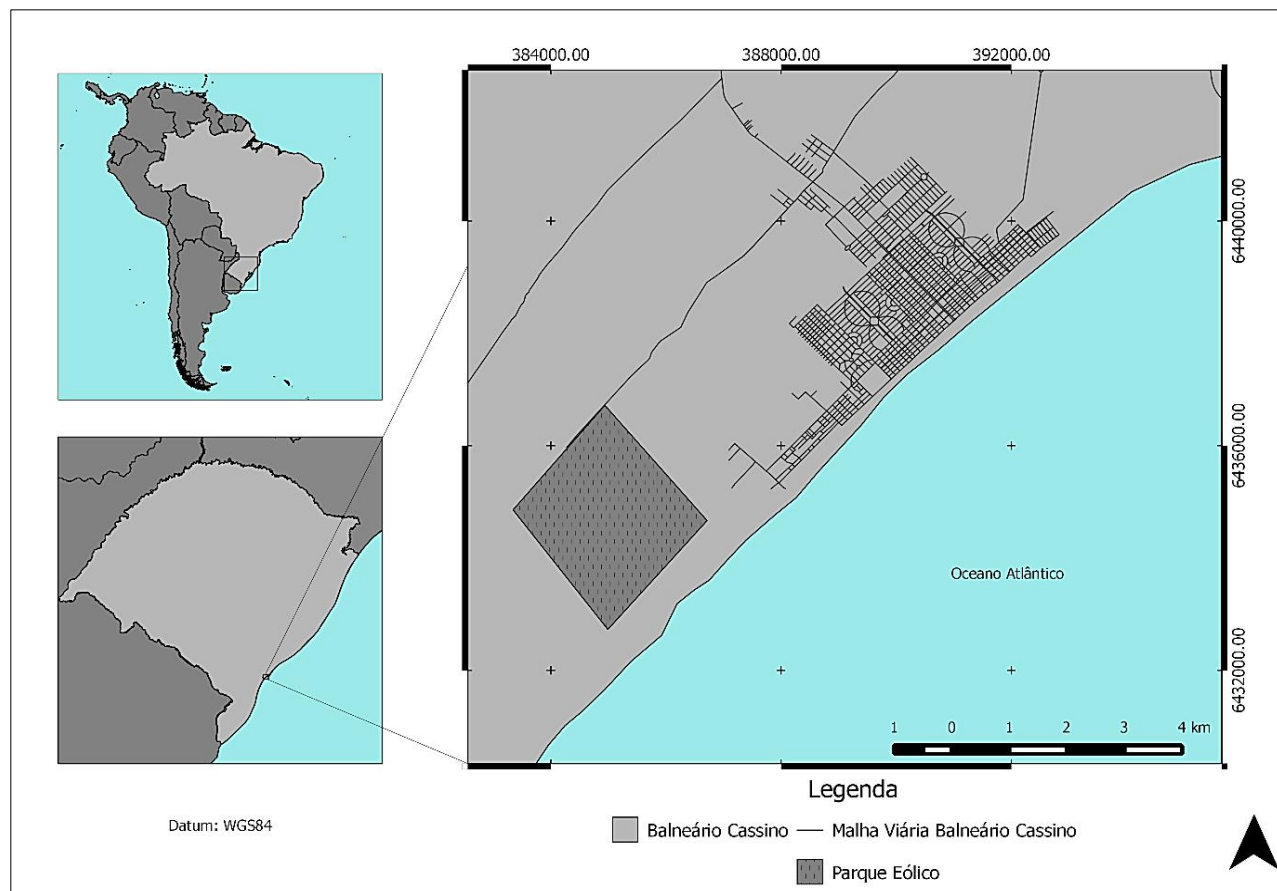 384000.00 388000.00 392000.00
6440000.00
6436000.00
Oceano Atlântico
6432000.00
1 0 1 2 3 4 km
Legenda
Datum: WGS84
Balneário Cassino Malha Viária Balneário Cassino
Parque Eólico